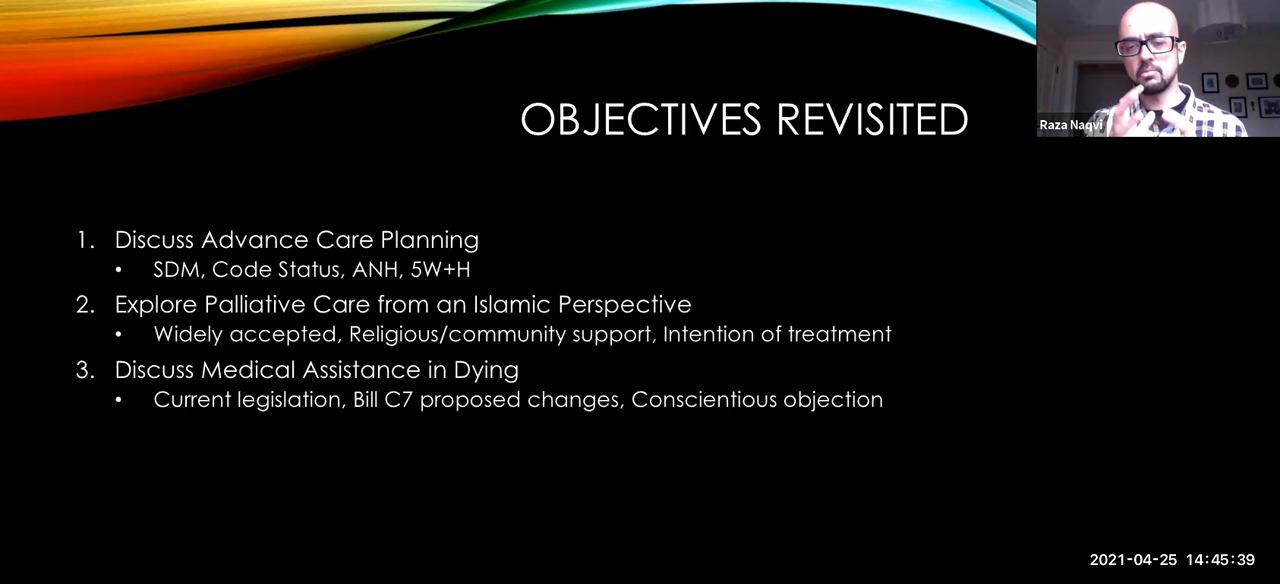 OBJECTIVES REVISITED
Raza Naqvi
1. Discuss Advance Care Planning
• SDM, Code Status, ANH, 5W+H
2. Explore Palliative Care from an Islamic Perspective
• Widely accepted, Religious/community support, Intention of treatment
3. Discuss Medical Assistance in Dying
• Current legislation, Bill C7 proposed changes, Conscientious objection
2021-04-25 14:45:39